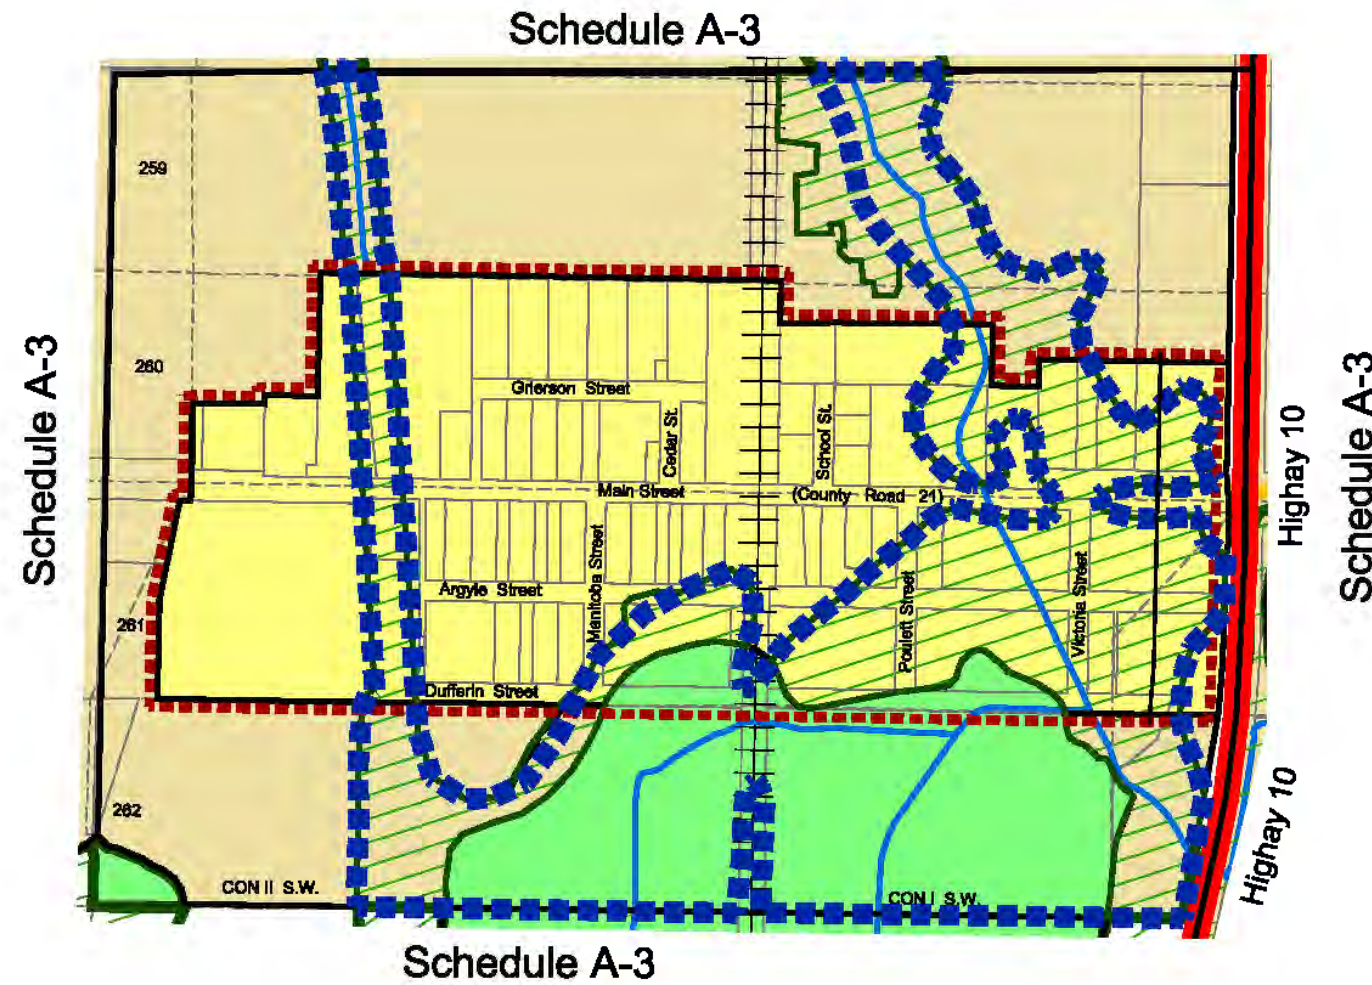 Schedule A-3
259
260
Schedule A-3
Grierson Street
Cedar St.
School St.
Main Street
(County Road 21)
Highay 10
Schedule A-3
Manitoba Street
Argyle Street
Poulett Street
Victoria Street
261
Dufferin Street
262
CON II S.W.
CON I S.W.
Highay 10
Schedule A-3